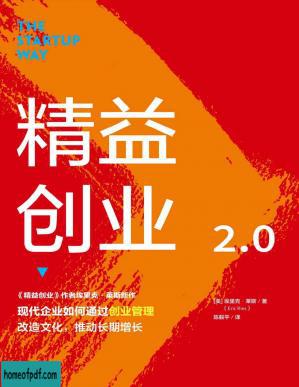 THE
STARTUP
WAY
精益
创业 2.0
《精益创业》作者埃里克·莱斯新作
现代企业如何通过创业管理
改造文化，推动长期增长
[美] 埃里克·莱斯 / 著
( Eric Ries )
陈毅平 / 译
homeofpdf.com